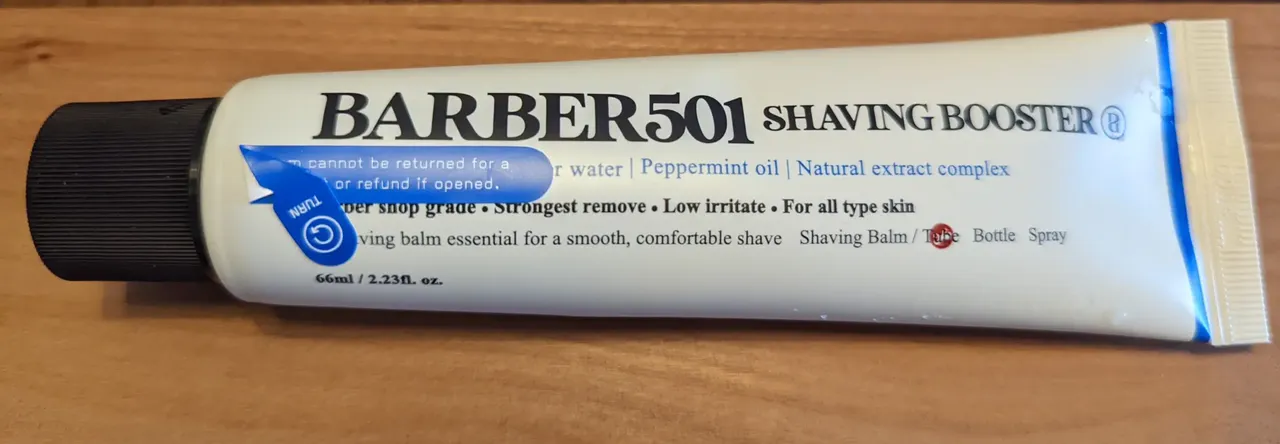 BARBER501 SHAVING BOOSTER
cannot be returned for a
or refund if opened.
water | Peppermint oil | Natural extract complex
TURN
shop grade • Strongest remove • Low irritate • For all type skin
balm essential for a smooth, comfortable shave Shaving Balm / Tube Bottle Spray
66ml / 2.23fl. oz.